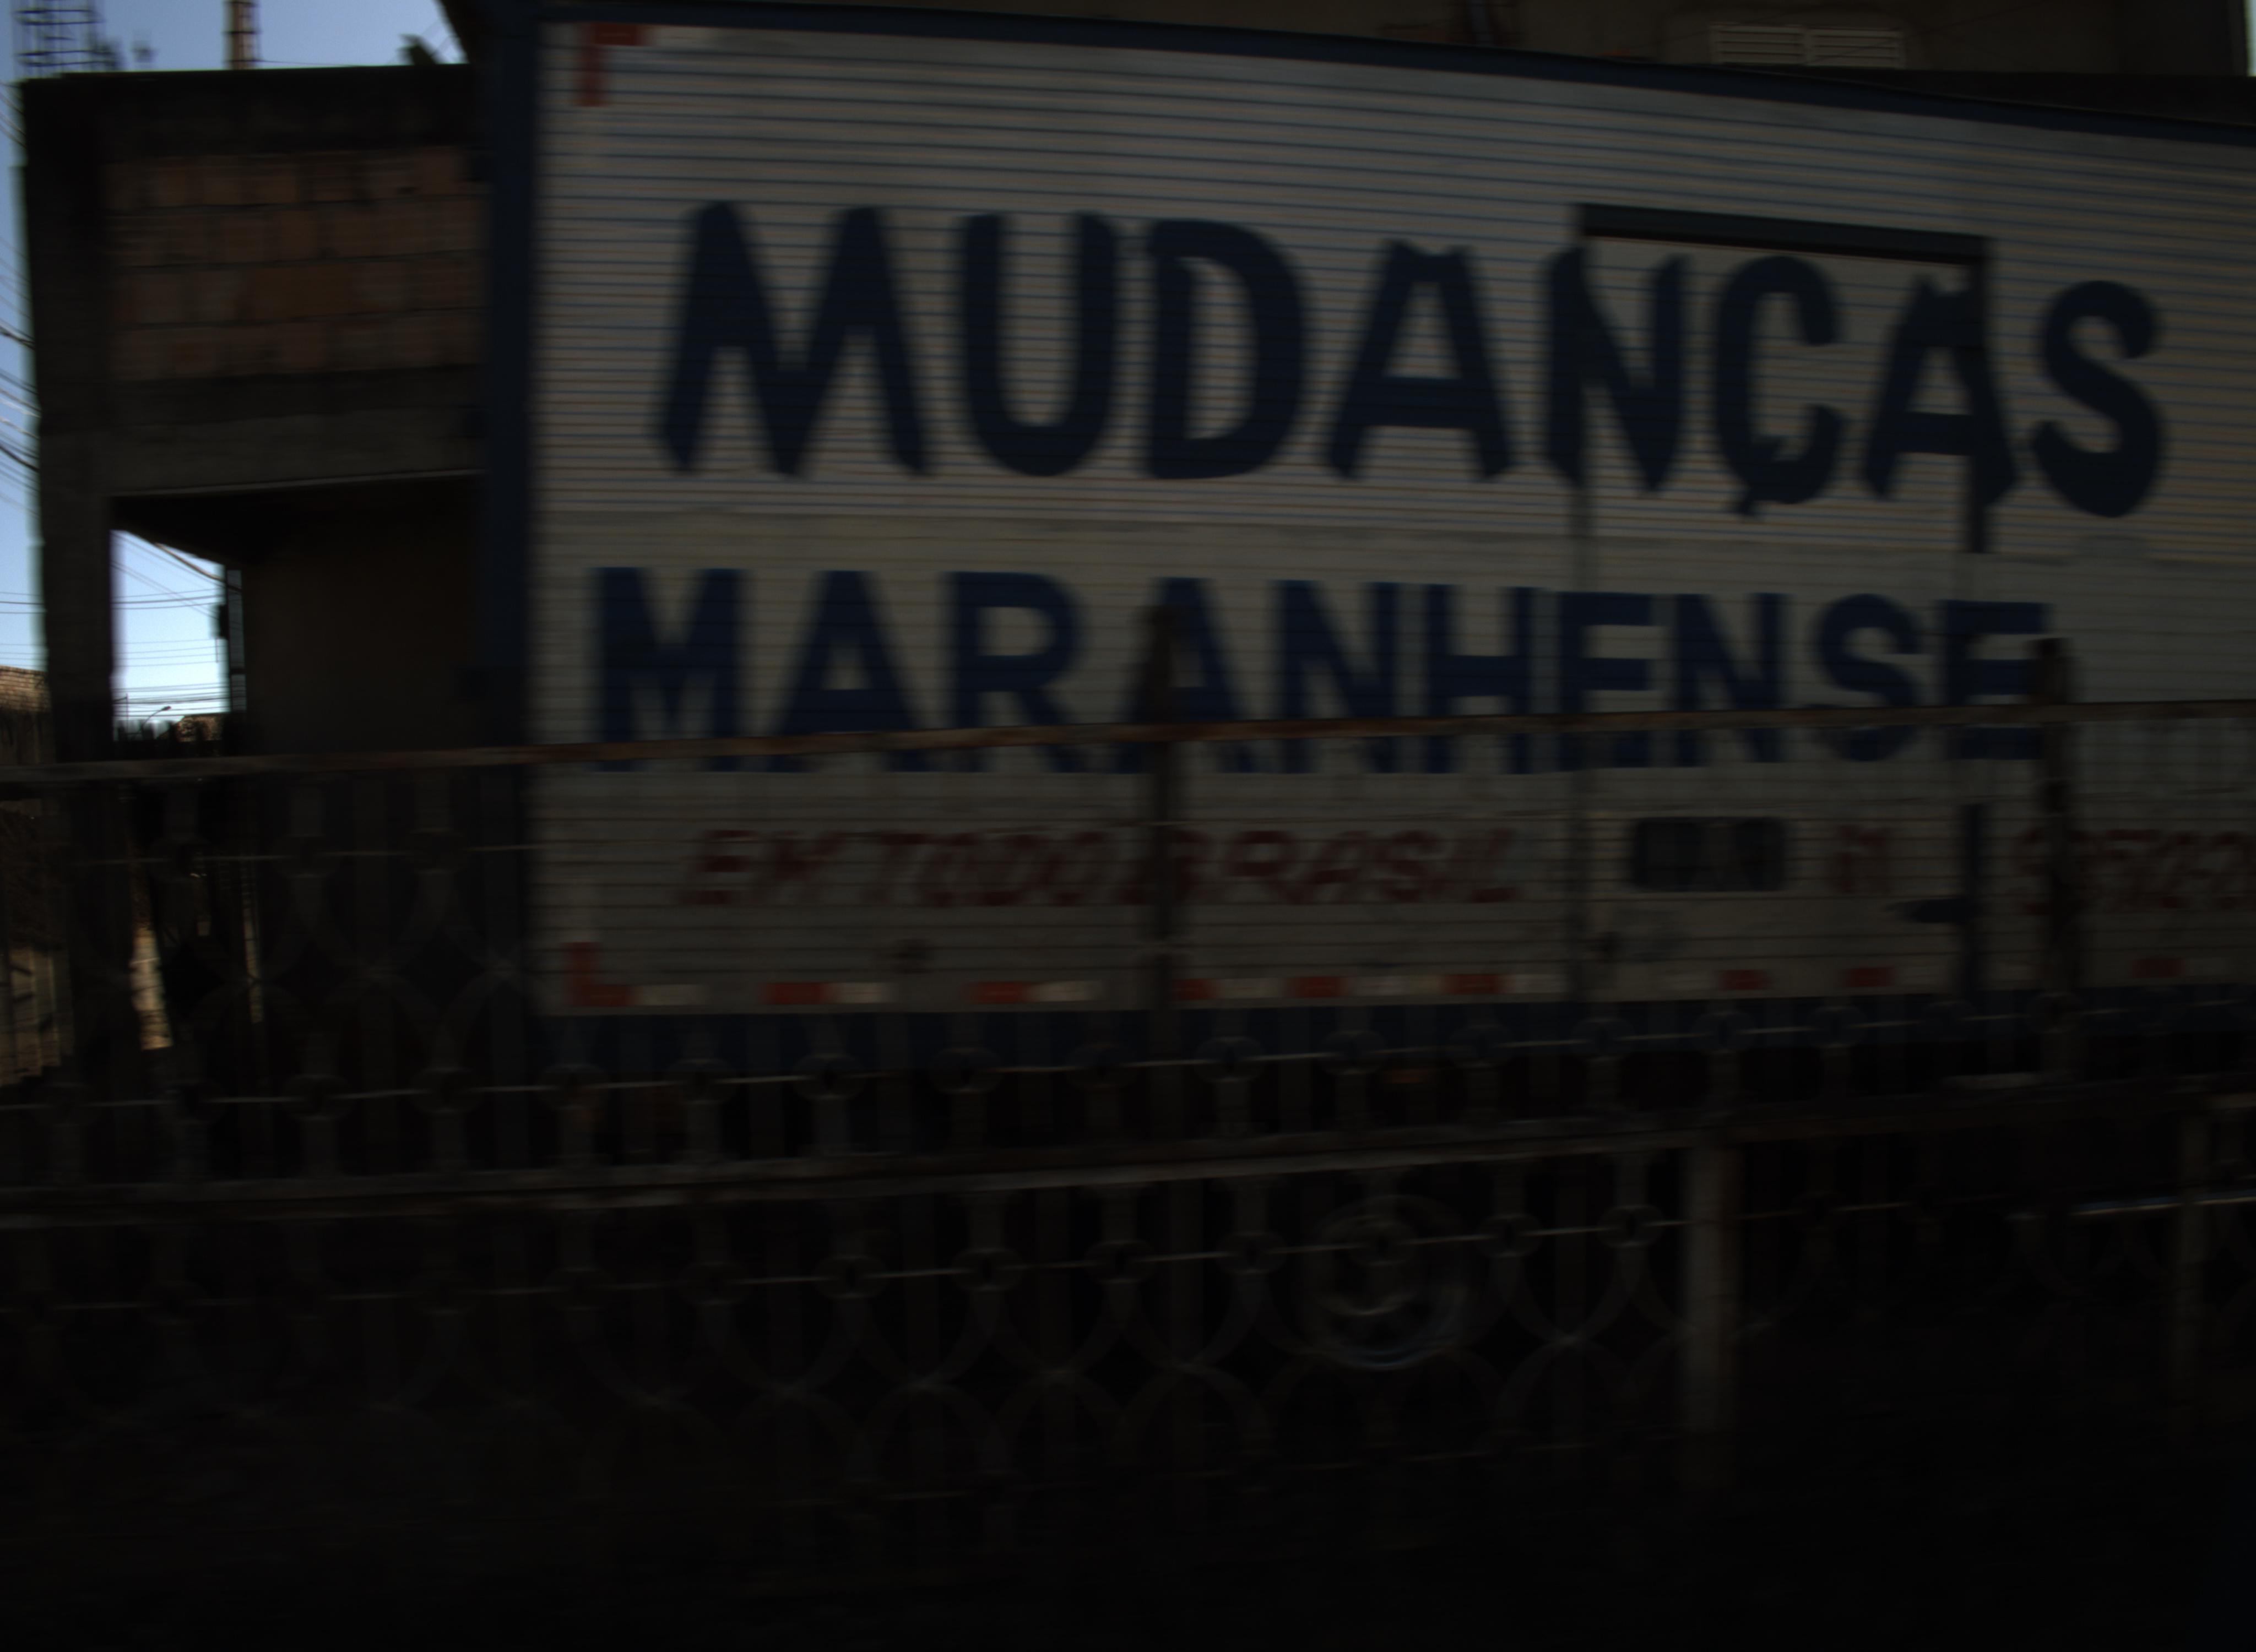 MUDANÇAS
MARANHENSE
EM TODO BRASIL